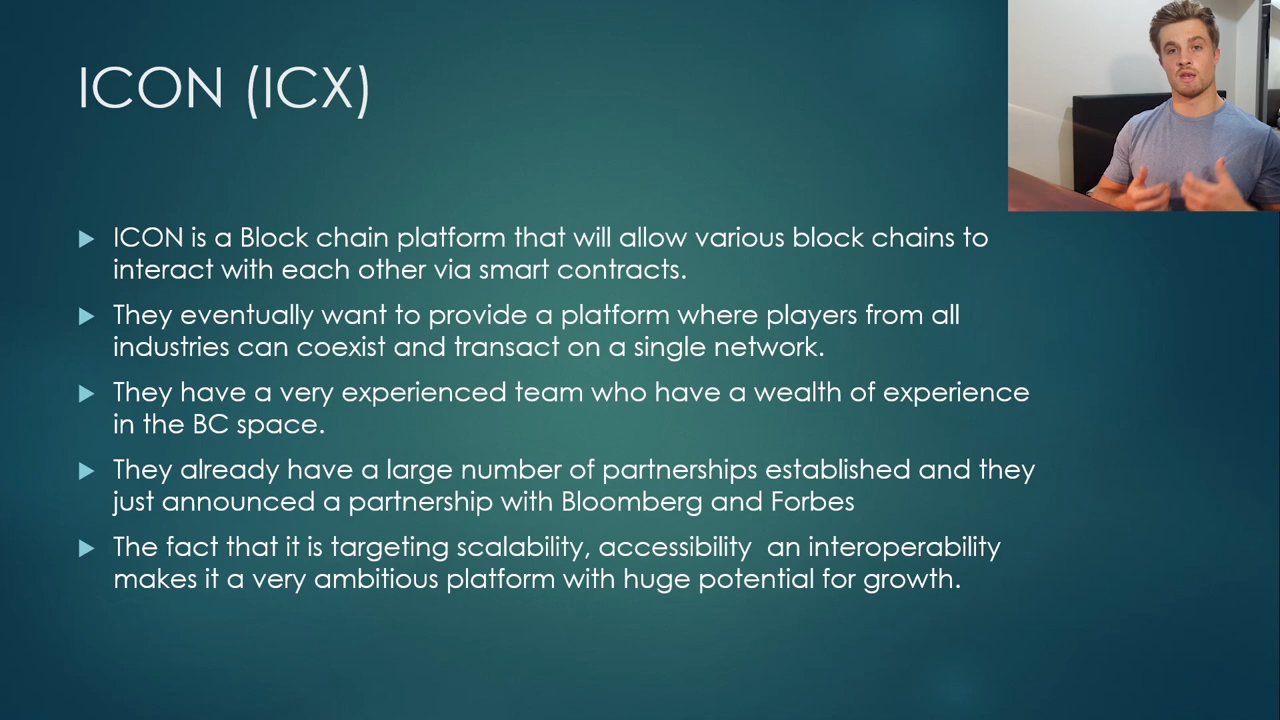 ICON (ICX)
ICON is a Block chain platform that will allow various block chains to
interact with each other via smart contracts.
They eventually want to provide a platform where players from all
industries can coexist and transact on a single network.
They have a very experienced team who have a wealth of experience
in the BC space.
They already have a large number of partnerships established and they
just announced a partnership with Bloomberg and Forbes
The fact that it is targeting scalability, accessibility  an interoperability
makes it a very ambitious platform with huge potential for growth.